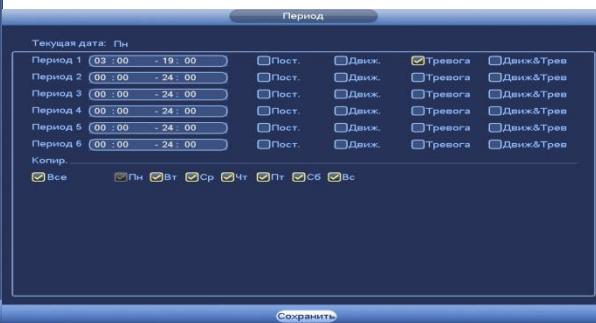 Период
Текущая дата: Пн
Период 1 03 : 00 - 19 : 00 Пост. Движ. Тревога Движ&Трев
Период 2 00 : 00 - 24 : 00 Пост. Движ. Тревога Движ&Трев
Период 3 00 : 00 - 24 : 00 Пост. Движ. Тревога Движ&Трев
Период 4 00 : 00 - 24 : 00 Пост. Движ. Тревога Движ&Трев
Период 5 00 : 00 - 24 : 00 Пост. Движ. Тревога Движ&Трев
Период 6 00 : 00 - 24 : 00 Пост. Движ. Тревога Движ&Трев
Копир.
Все Пн Вт Ср Чт Пт Сб Вс
Сохранить